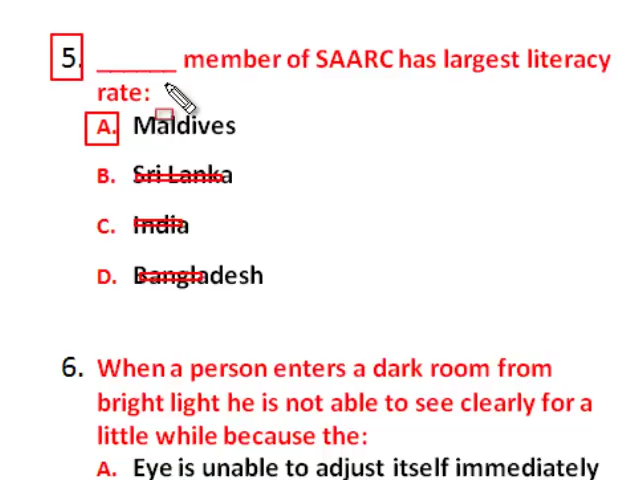 5. ______ member of SAARC has largest literacy
rate:
A. Maldives
B. Sri Lanka
C. India
D. Bangladesh
6. When a person enters a dark room from
bright light he is not able to see clearly for a
little while because the:
A. Eye is unable to adjust itself immediately